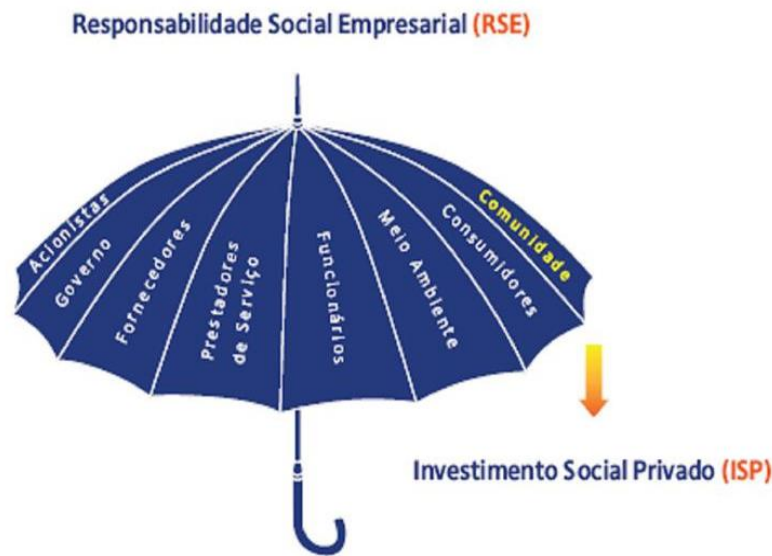 Responsabilidade Social Empresarial (RSE)
Acionistas
Governo
Fornecedores
Prestadores
de Serviço
Funcionários
Meio Ambiente
Consumidores
Comunidade
Investimento Social Privado (ISP)